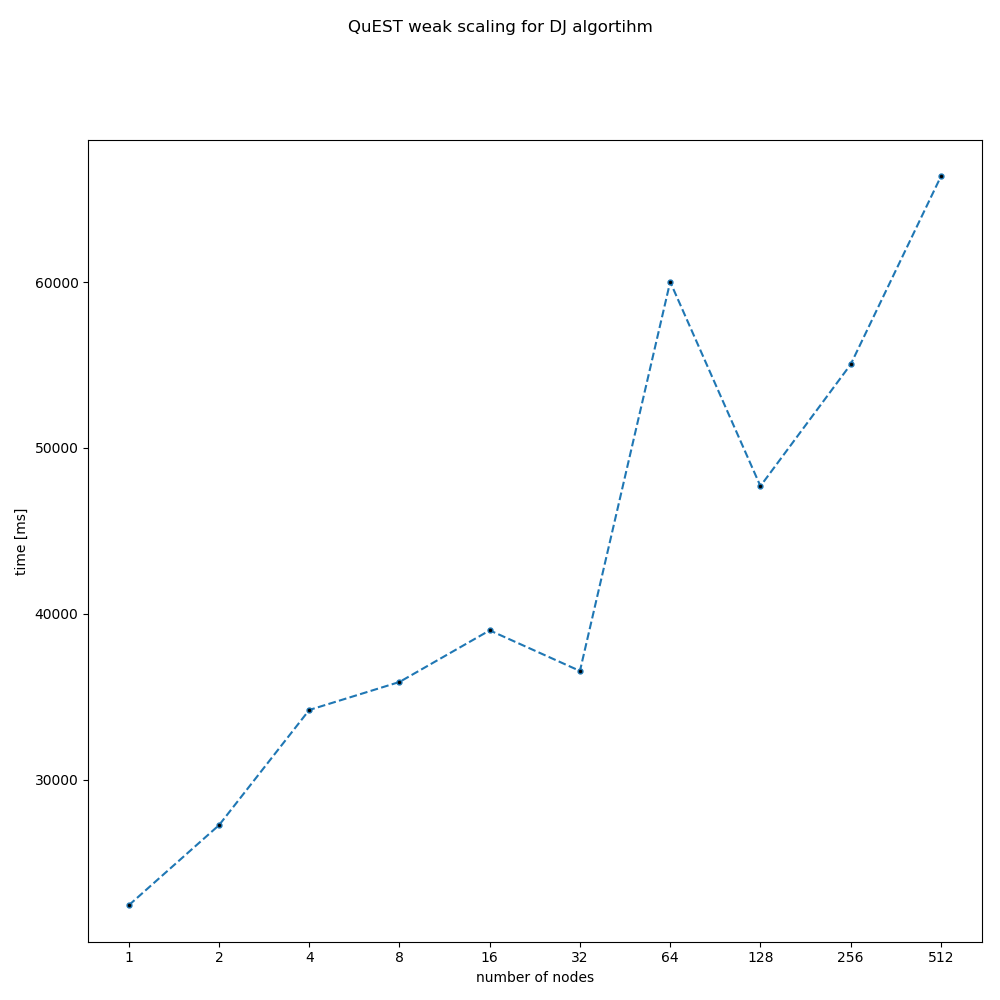 QuEST weak scaling for DJ algortihm
60000
50000
40000
30000
time [ms]
1 2 4 8 16 32 64 128 256 512
number of nodes